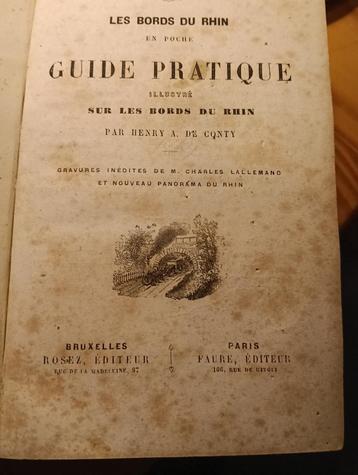 LES BORDS DU RHIN
EN POCHE
GUIDE PRATIQUE
ILLUSTRÉ
SUR LES BORDS DU RHIN
PAR HENRY A. DE CONTY
GRAVURES INÉDITES DE M. CHARLES LALLEMAND
ET NOUVEAU PANORAMA DU RHIN
BRUXELLES
ROSEZ, ÉDITEUR
RUE DE LA MADELEINE, 87
PARIS
FAURE, ÉDITEUR
166, RUE DE RIVOLI